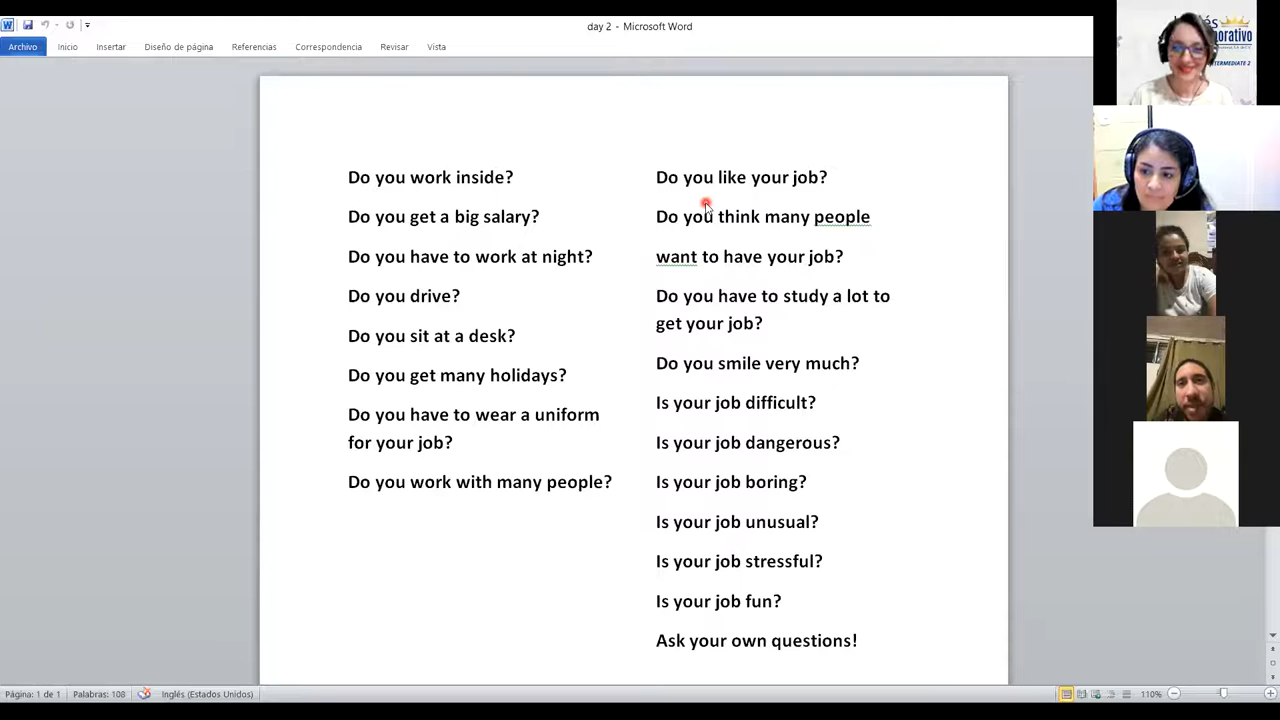 day 2 - Microsoft Word
Archivo Inicio Insertar Diseño de página Referencias Correspondencia Revisar Vista
Do you work inside?
Do you get a big salary?
Do you have to work at night?
Do you drive?
Do you sit at a desk?
Do you get many holidays?
Do you have to wear a uniform
for your job?
Do you work with many people?
Do you like your job?
Do you think many people
want to have your job?
Do you have to study a lot to
get your job?
Do you smile very much?
Is your job difficult?
Is your job dangerous?
Is your job boring?
Is your job unusual?
Is your job stressful?
Is your job fun?
Ask your own questions!
Página: 1 de 1 Palabras: 108 Inglés (Estados Unidos) 110%